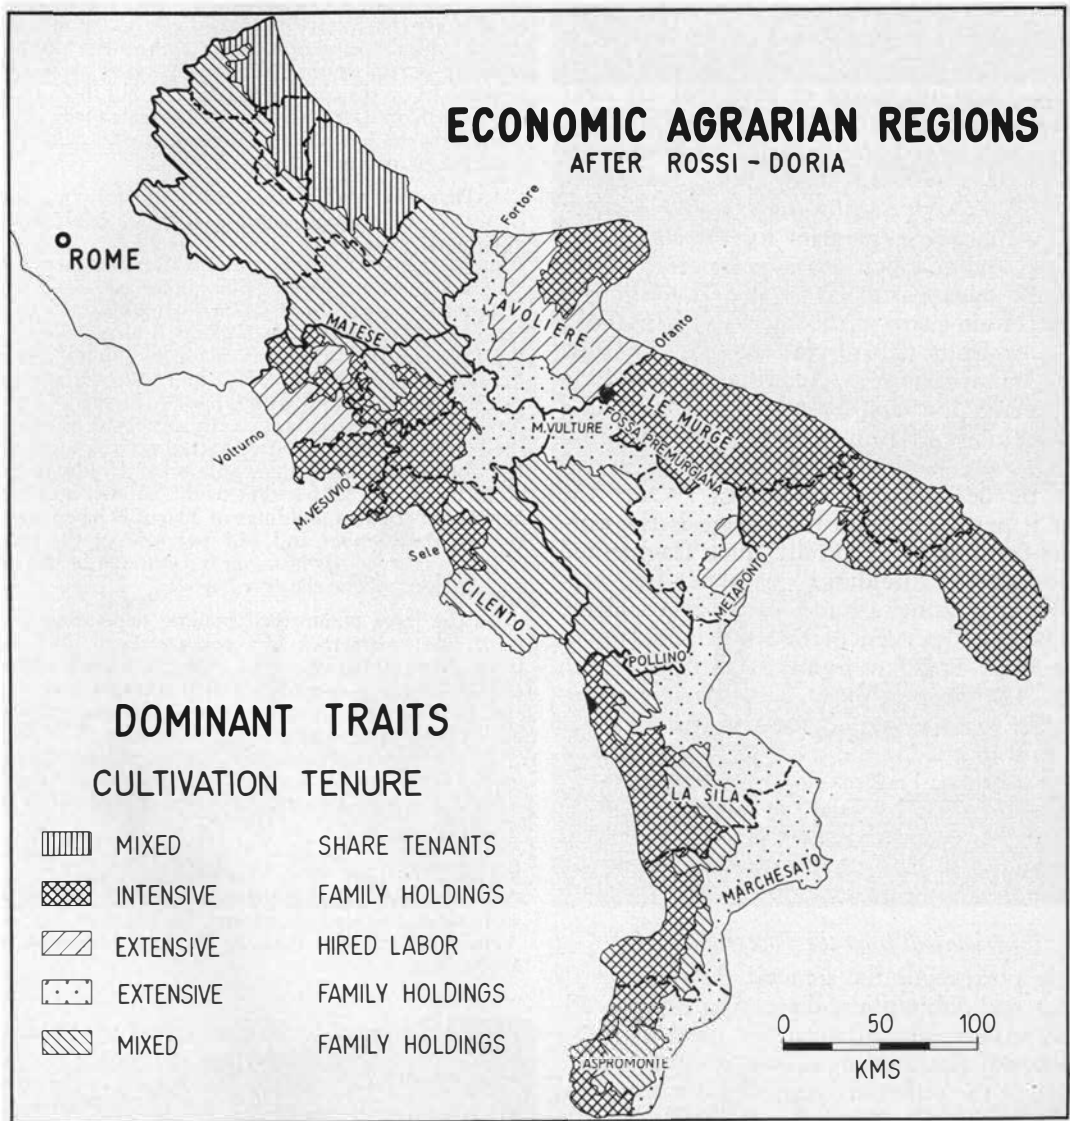 ECONOMIC AGRARIAN REGIONS
AFTER ROSSI-DORIA
Fortore
ROME
TAVOLIERE
MATESE
Ofanto
LE MURGE
M.VULTURE
FOSSA PREMURGIANA
Volturno
M.VESUVIO
Sele
METAPONTO
CILENTO
POLLINO
DOMINANT TRAITS
CULTIVATION TENURE
LA SILA
MIXED SHARE TENANTS
MARCHESATO
INTENSIVE FAMILY HOLDINGS
EXTENSIVE HIRED LABOR
EXTENSIVE FAMILY HOLDINGS
MIXED FAMILY HOLDINGS
0 50 100
KMS
ASPROMONTE